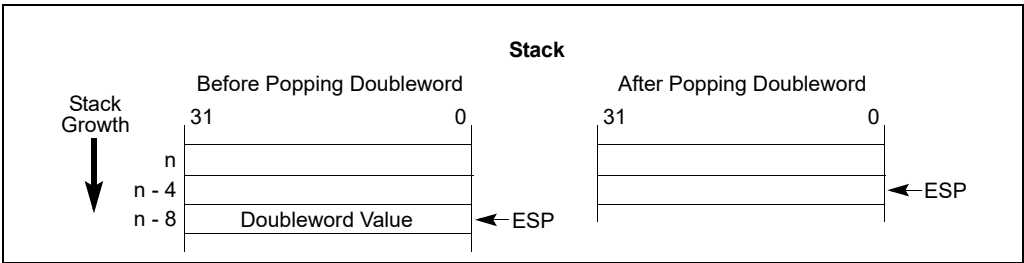 Stack
Before Popping Doubleword After Popping Doubleword
Stack
Growth
31 0 31 0
n
n - 4 ESP
n - 8 Doubleword Value ESP